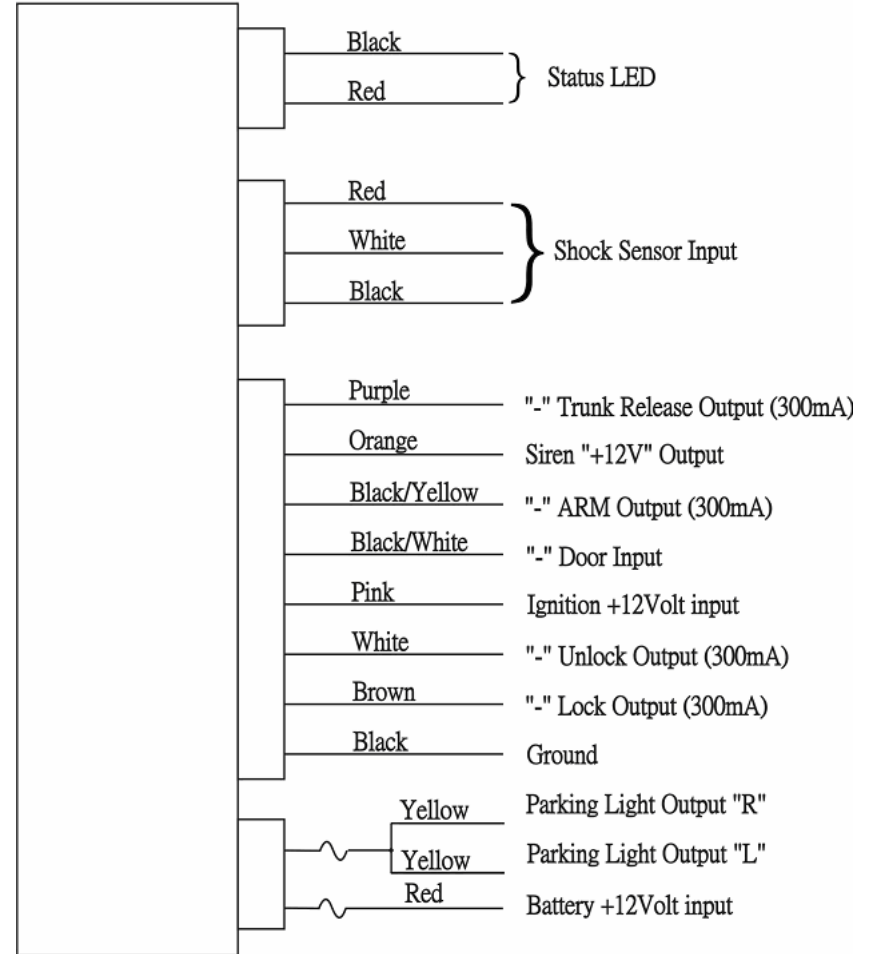 Black
Red
Status LED
Red
White
Black
Shock Sensor Input
Purple "-" Trunk Release Output (300mA)
Orange Siren "+12V" Output
Black/Yellow "-" ARM Output (300mA)
Black/White "-" Door Input
Pink Ignition +12Volt input
White "-" Unlock Output (300mA)
Brown "-" Lock Output (300mA)
Black Ground
Yellow Parking Light Output "R"
Yellow Parking Light Output "L"
Red Battery +12Volt input